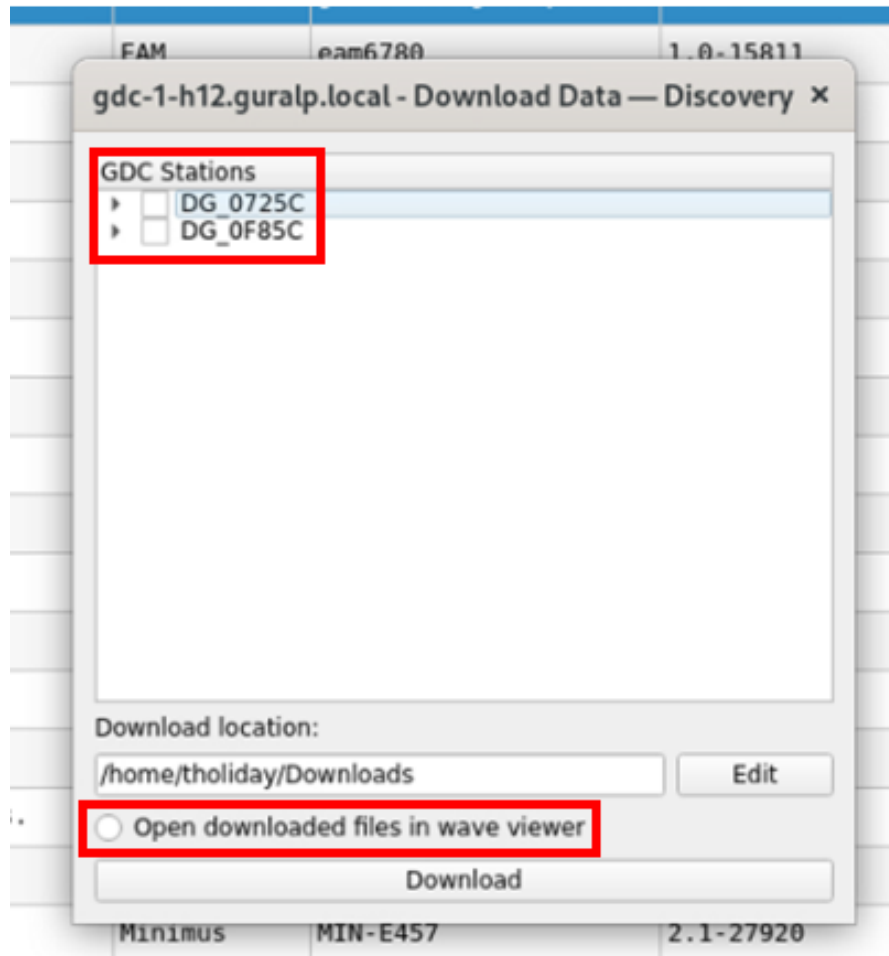 EAM eam6780 1.0-15811
gdc-1-h12.guralp.local - Download Data — Discovery ×
GDC Stations
DG_0725C
DG_0F85C
Download location:
/home/tholiday/Downloads
Edit
Open downloaded files in wave viewer
Download
Minimus MIN-E457 2.1-27920